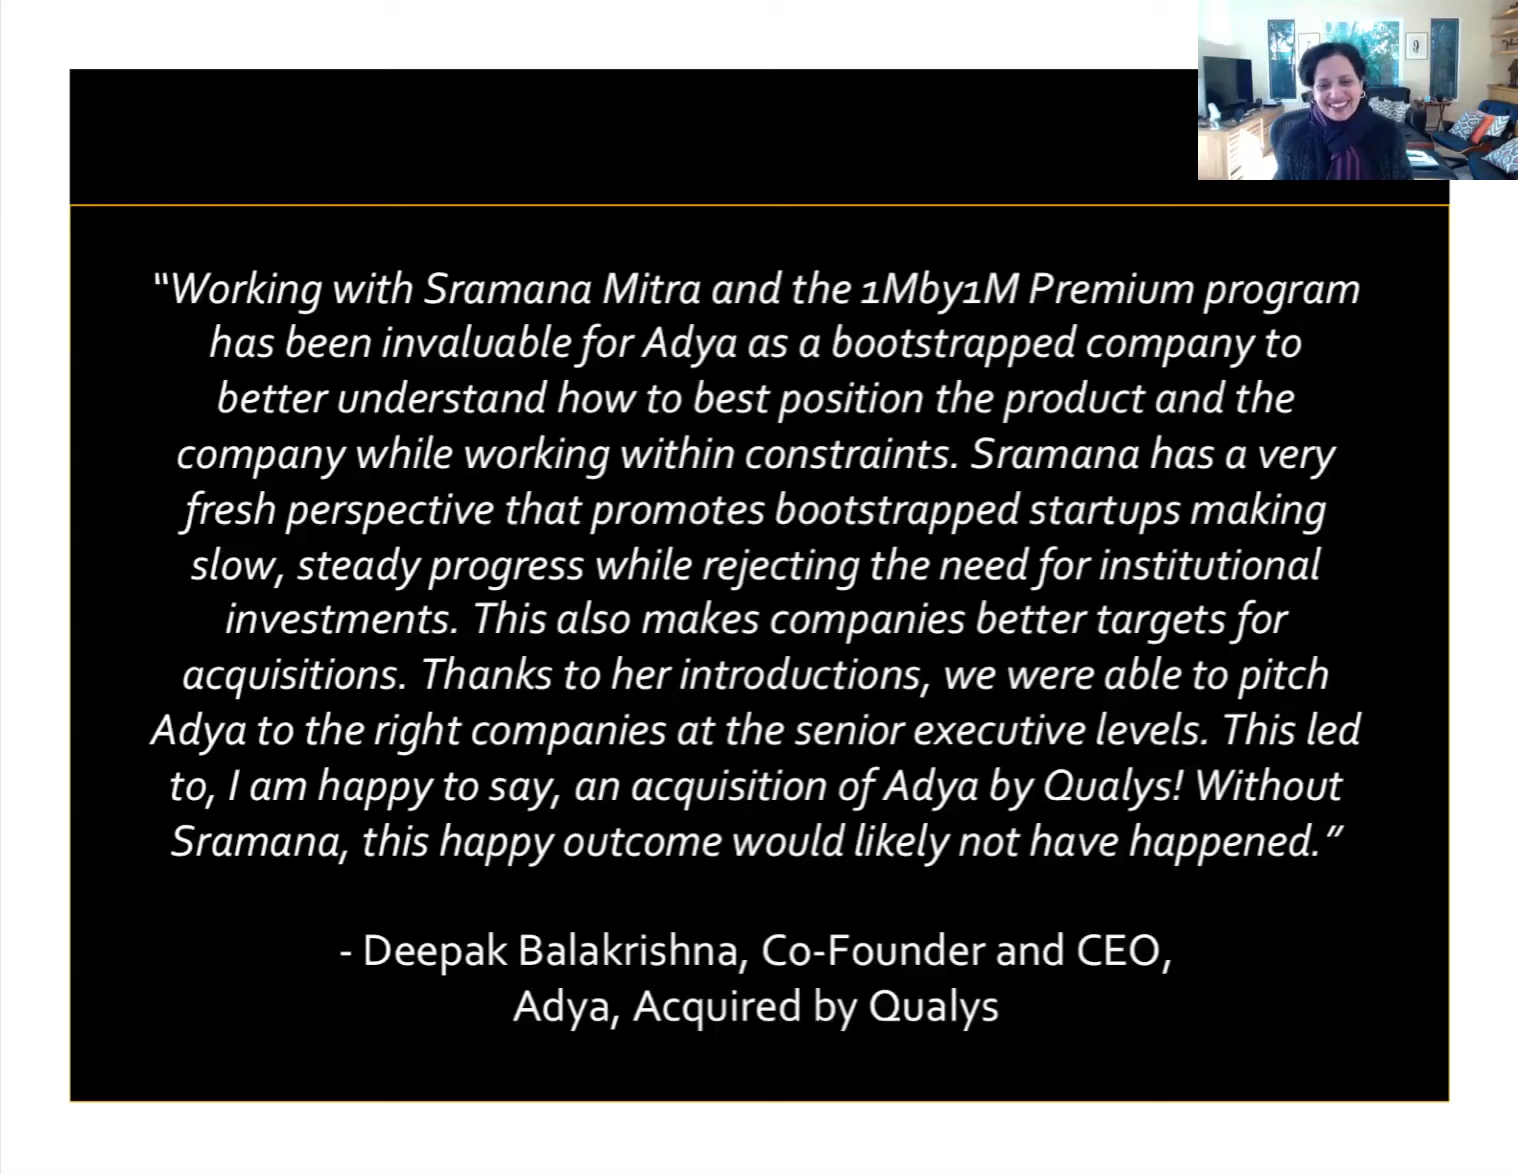 “Working with Sramana Mitra and the 1Mby1M Premium program
has been invaluable for Adya as a bootstrapped company to
better understand how to best position the product and the
company while working within constraints. Sramana has a very
fresh perspective that promotes bootstrapped startups making
slow, steady progress while rejecting the need for institutional
investments. This also makes companies better targets for
acquisitions. Thanks to her introductions, we were able to pitch
Adya to the right companies at the senior executive levels. This led
to, I am happy to say, an acquisition of Adya by Qualys! Without
Sramana, this happy outcome would likely not have happened.”
- Deepak Balakrishna, Co-Founder and CEO,
Adya, Acquired by Qualys